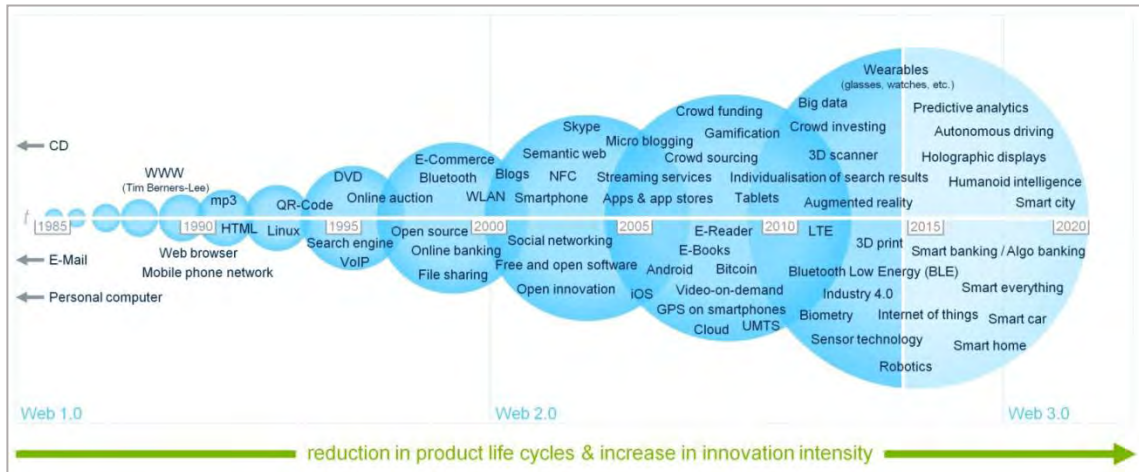 Wearables
(glasses, watches, etc.)
Big data
Predictive analytics
Crowd funding
Skype
Gamification
Crowd investing
Autonomous driving
Micro blogging
CD
E-Commerce
Semantic web
Crowd sourcing
3D scanner
Holographic displays
WWW
(Tim Berners-Lee)
DVD
Bluetooth
Blogs
NFC
Streaming services
Individualisation of search results
Humanoid intelligence
mp3
QR-Code
Online auction
WLAN
Smartphone
Apps & app stores
Tablets
Augmented reality
Smart city
t
1985
1990
1995
2000
2005
2010
2015
2020
HTML
Linux
Open source
E-Reader
LTE
Search engine
Social networking
3D print
Web browser
Online banking
E-Books
Smart banking / Algo banking
E-Mail
VoIP
Free and open software
Android
Bitcoin
Bluetooth Low Energy (BLE)
Mobile phone network
File sharing
Open innovation
iOS
Video-on-demand
Industry 4.0
Smart everything
Personal computer
GPS on smartphones
Biometry
Internet of things
Smart car
Cloud
UMTS
Sensor technology
Smart home
Robotics
Web 1.0
Web 2.0
Web 3.0
reduction in product life cycles & increase in innovation intensity